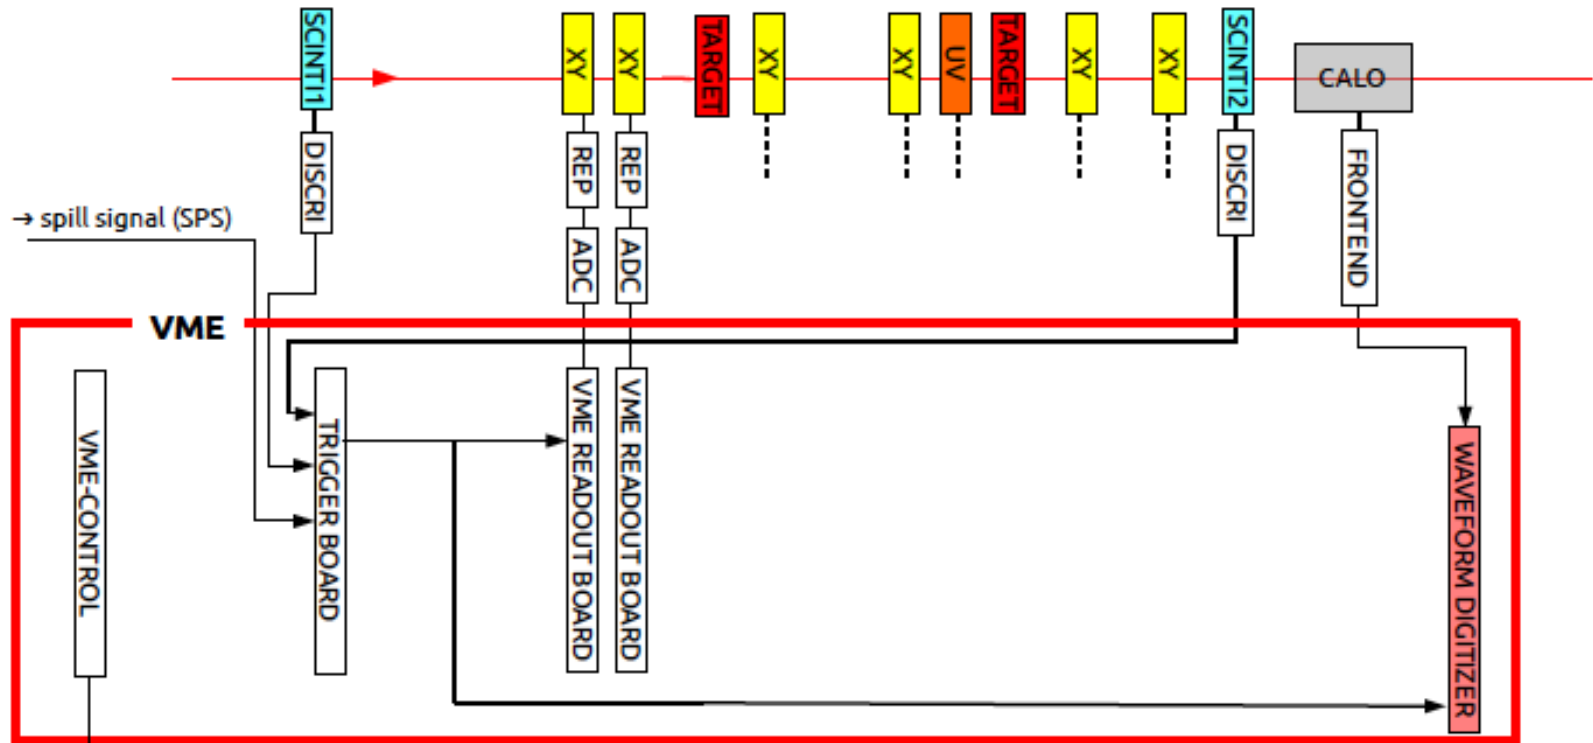 SCINTI1
XY
XY
TARGET
XY
XY
UV
TARGET
XY
XY
SCINTI2
CALO
DISCRI
REP
REP
DISCRI
FRONTEND
→ spill signal (SPS)
ADC
ADC
VME
VME-CONTROL
TRIGGER BOARD
VME READOUT BOARD
VME READOUT BOARD
WAVEFORM DIGITIZER